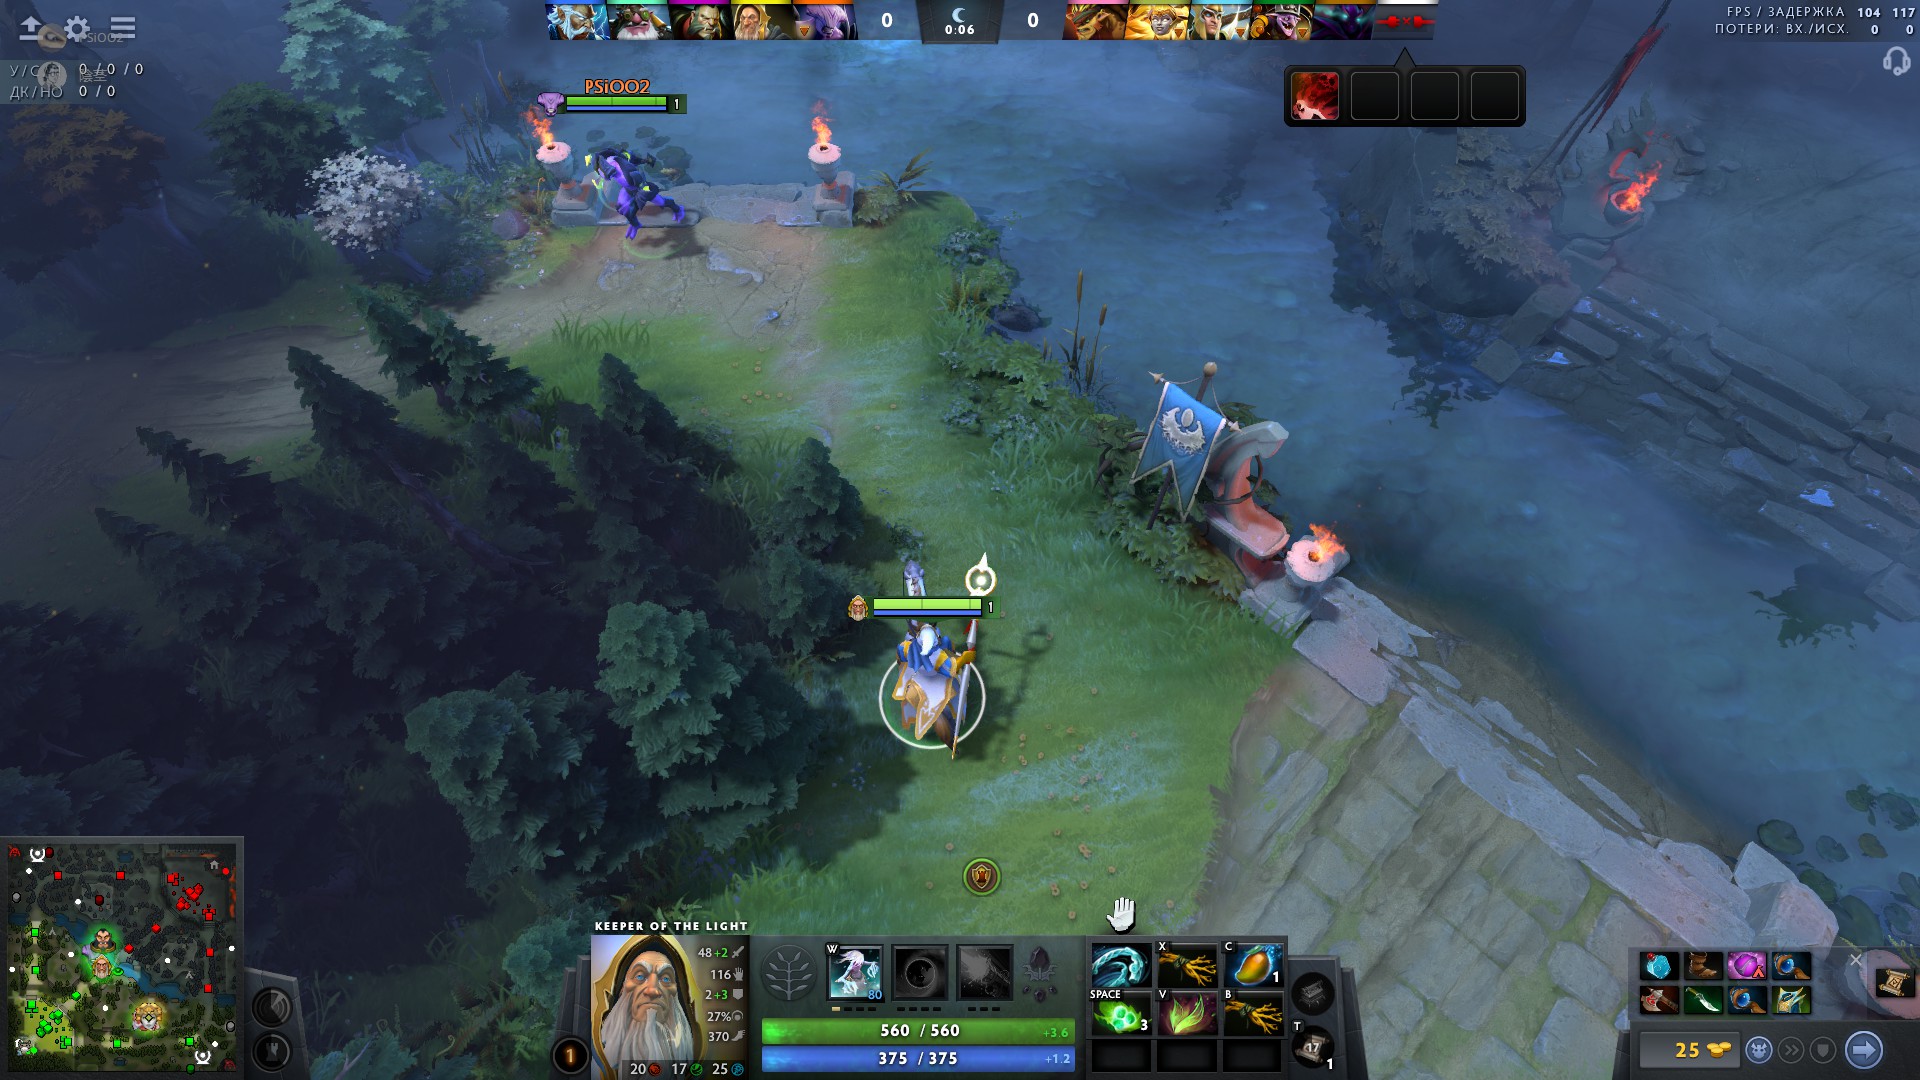 0
0:06
0
FPS / ЗАДЕРЖКА 104 117
ПОТЕРИ: ВХ./ИСХ. 0 0
PSiOO2
У / С / 0 / 0 / 0
ДК / НО 0 / 0
PSiOO2
1
1
KEEPER OF THE LIGHT
48+2
116
2+3
27%
370
20 17 25
1
W
80
560 / 560 +3.6
375 / 375 +1.2
X
C
1
SPACE
3
V
B
T
17
1
25